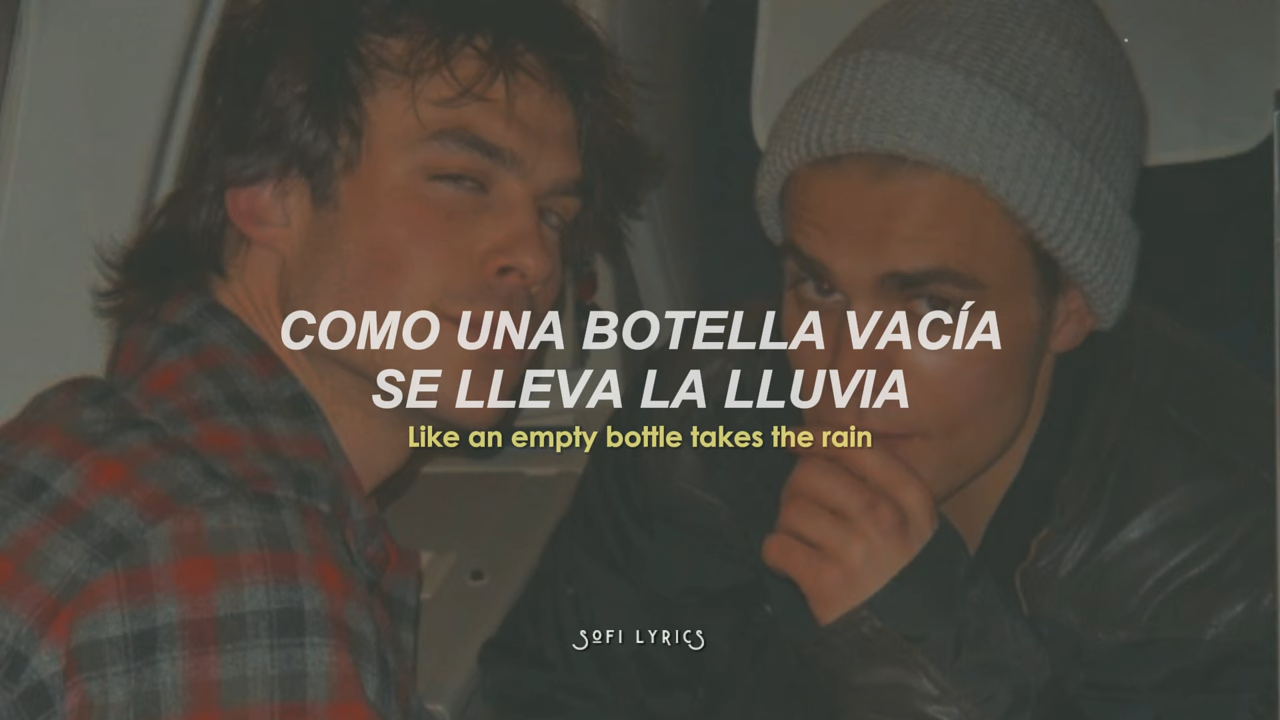 COMO UNA BOTELLA VACÍA
SE LLEVA LA LLUVIA
Like an empty bottle takes the rain
SOFI LYRICS